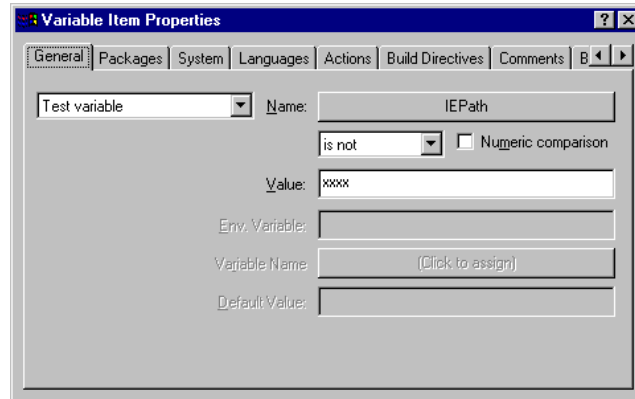 Variable Item Properties
General Packages System Languages Actions Build Directives Comments B
Test variable Name: IEPath
is not Numeric comparison
Value: xxxx
Env. Variable:
Variable Name (Click to assign)
Default Value: